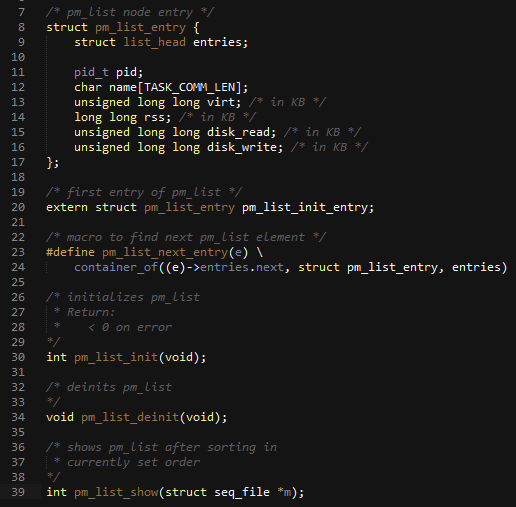 7 /* pm_list node entry */
8 struct pm_list_entry {
9     struct list_head entries;
10
11     pid_t pid;
12     char name[TASK_COMM_LEN];
13     unsigned long long virt; /* in KB */
14     long long rss; /* in KB */
15     unsigned long long disk_read; /* in KB */
16     unsigned long long disk_write; /* in KB */
17 };
18
19 /* first entry of pm_list */
20 extern struct pm_list_entry pm_list_init_entry;
21
22 /* macro to find next pm_list element */
23 #define pm_list_next_entry(e) \
24     container_of((e)->entries.next, struct pm_list_entry, entries)
25
26 /* initializes pm_list
27  * Return:
28  *    < 0 on error
29 */
30 int pm_list_init(void);
31
32 /* deinits pm_list
33 */
34 void pm_list_deinit(void);
35
36 /* shows pm_list after sorting in
37  * currently set order
38 */
39 int pm_list_show(struct seq_file *m);